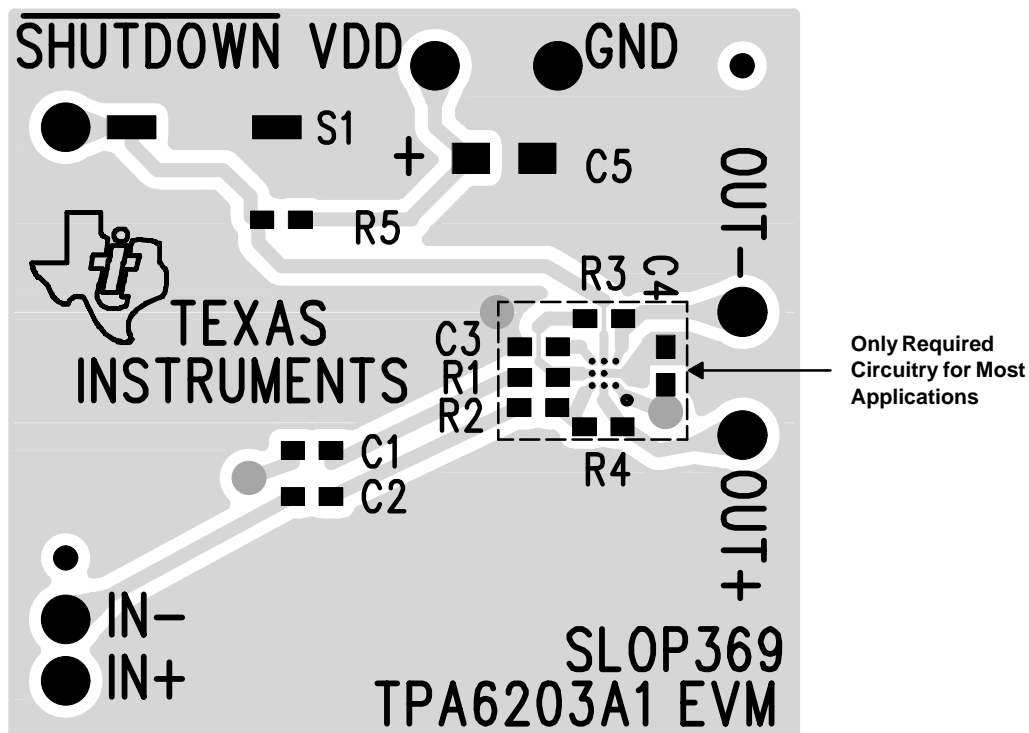 SHUTDOWN VDD GND
S1
+
C5
OUT-
R5
R3
C4
TEXAS
INSTRUMENTS
C3
R1
R2
Only Required
Circuitry for Most
Applications
C1
C2
R4
OUT+
IN-
IN+
SLOP369
TPA6203A1 EVM